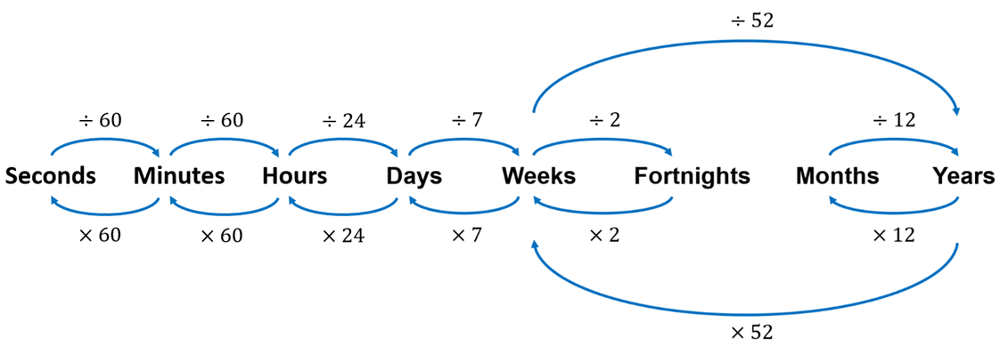 ÷ 52
÷ 60 ÷ 60 ÷ 24 ÷ 7 ÷ 2 ÷ 12
Seconds Minutes Hours Days Weeks Fortnights Months Years
× 60 × 60 × 24 × 7 × 2 × 12
× 52